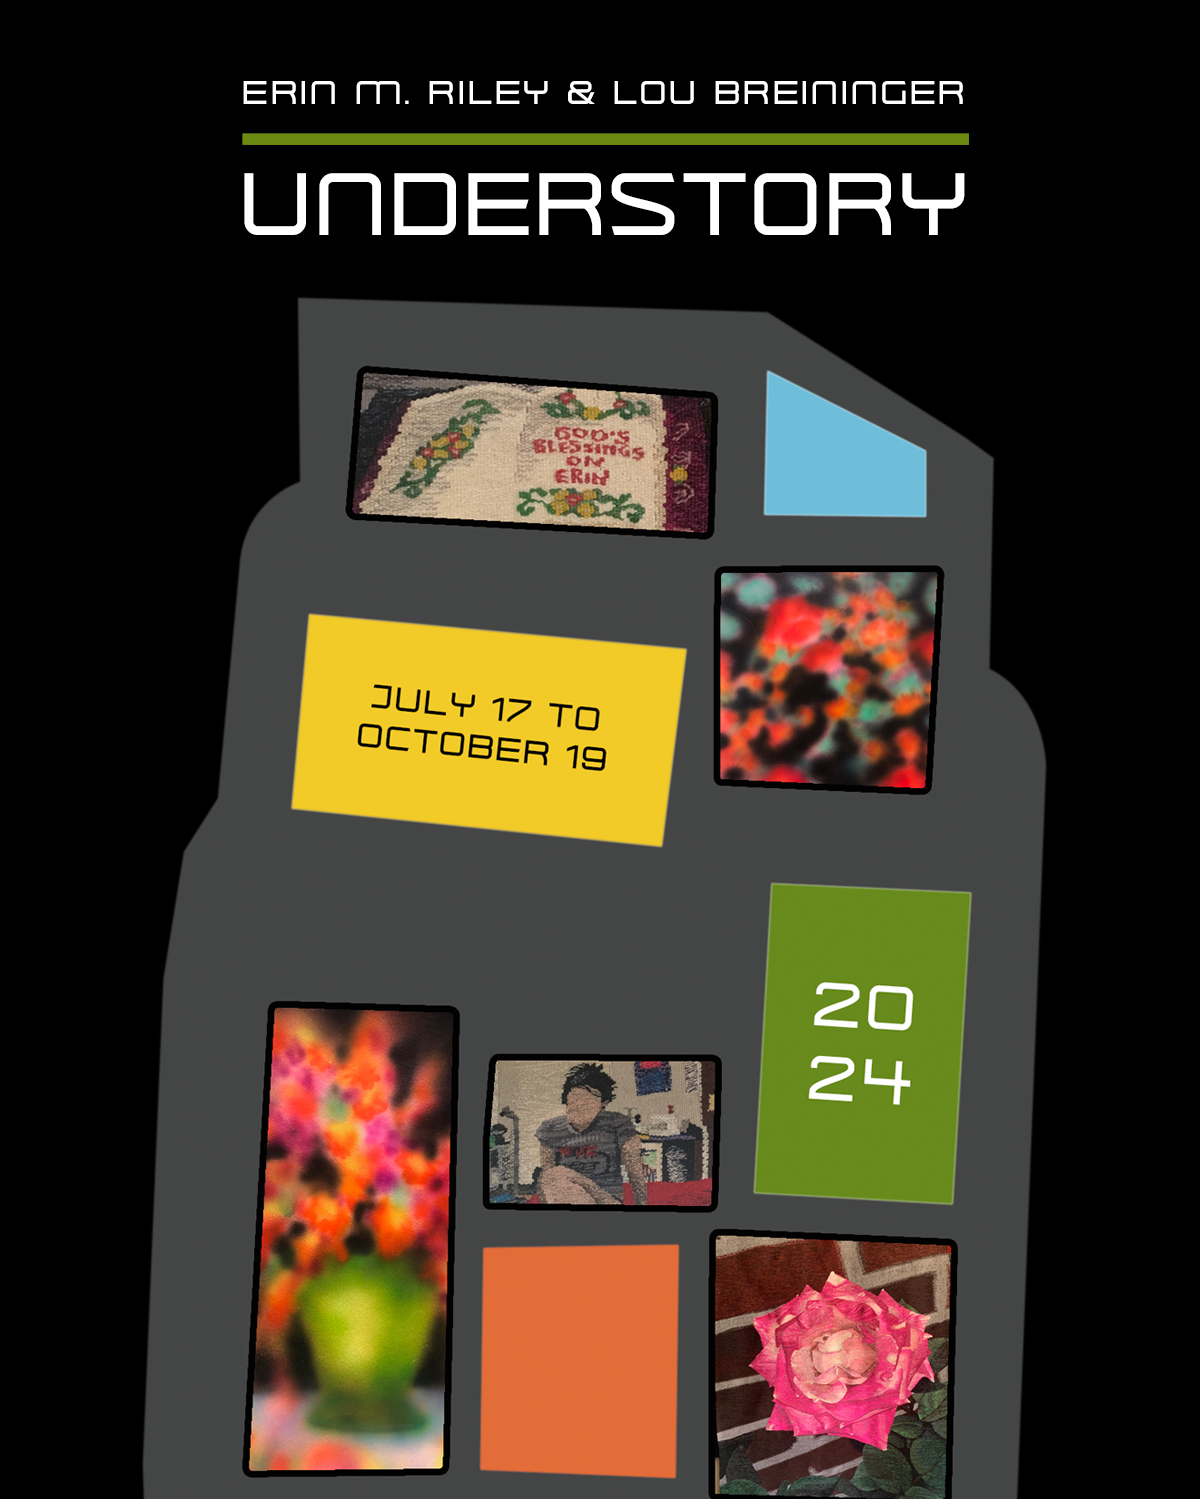 ERIN M. RILEY & LOU BREININGER
UNDERSTORY
GOD'S
BLESSINGS
ON
ERIN
JULY 17 TO
OCTOBER 19
20
24